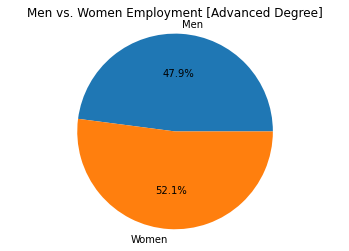 Men vs. Women Employment [Advanced Degree]
Men
47.9%
52.1%
Women